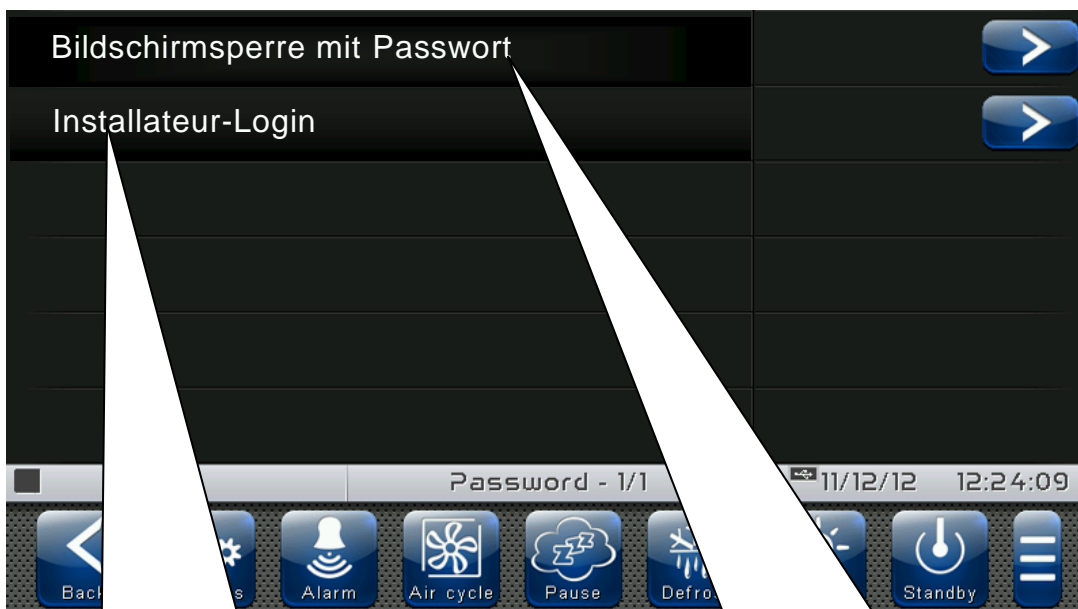 Bildschirmsperre mit Passwort
Installateur-Login
Password - 1/1 11/12/12 12:24:09
Alarm Air cycle Pause Standby